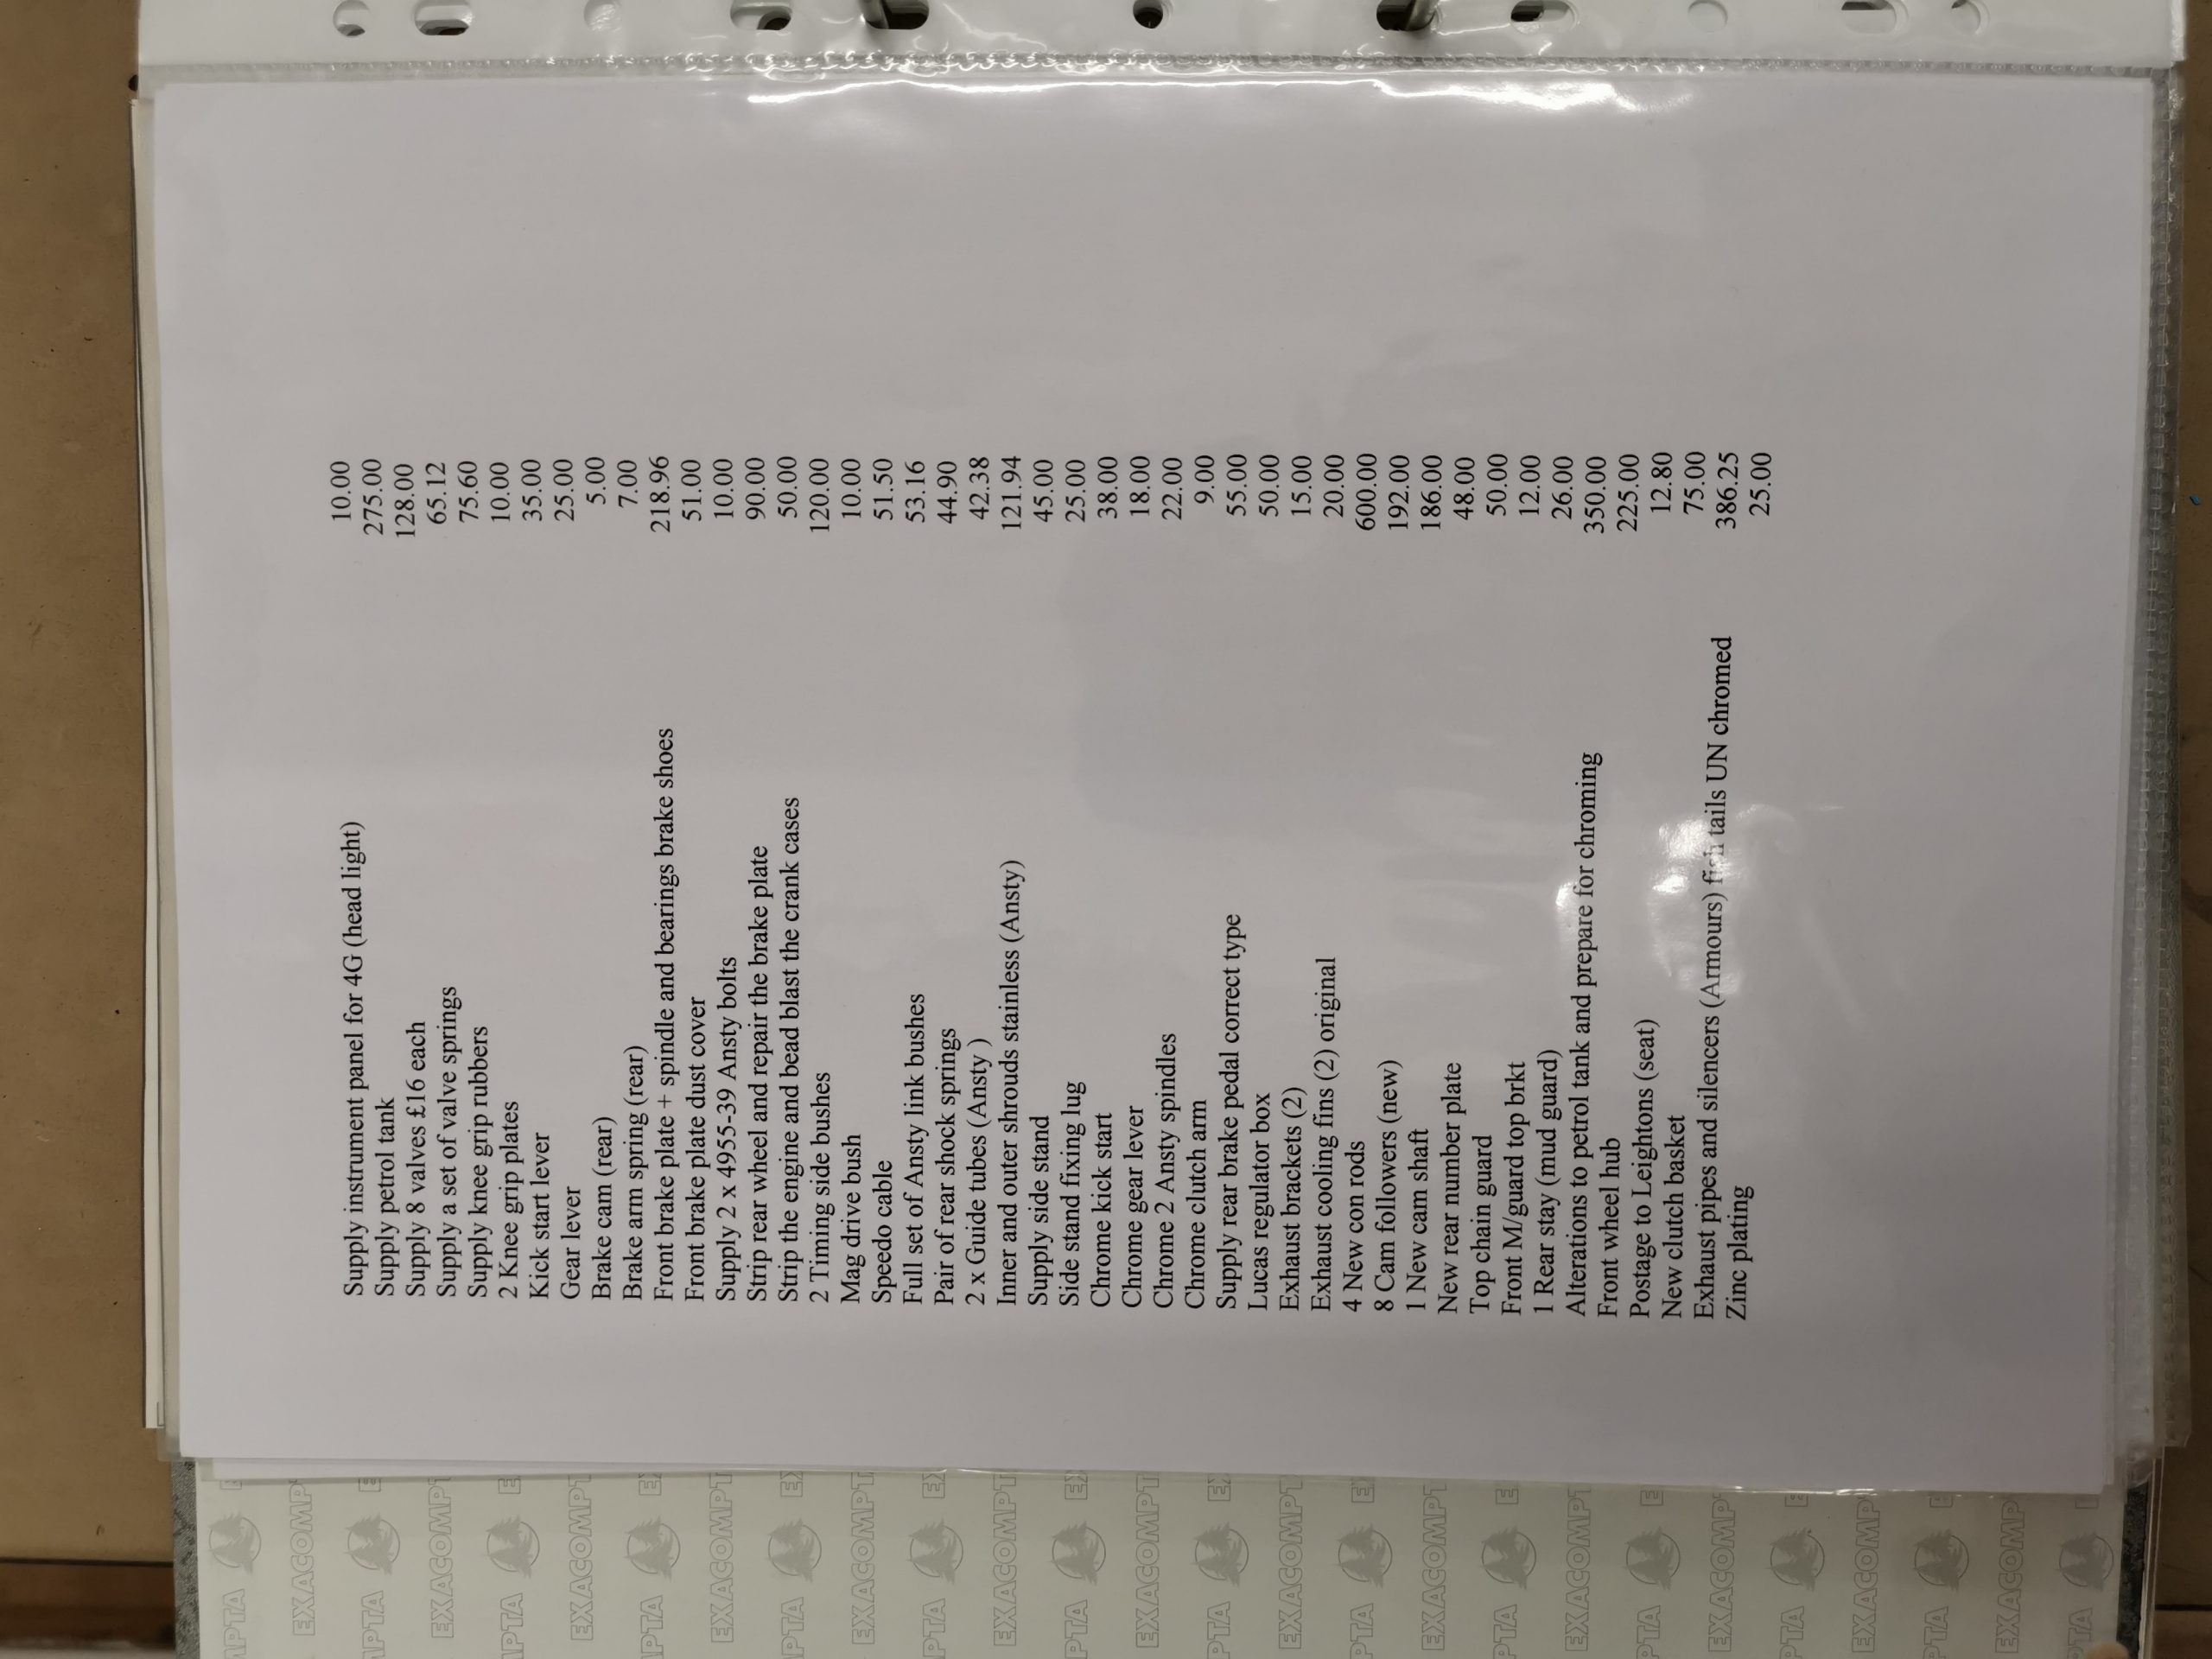 Supply instrument panel for 4G (head light) 10.00
Supply petrol tank 275.00
Supply 8 valves £16 each 128.00
Supply a set of valve springs 65.12
Supply knee grip rubbers 75.60
2 Knee grip plates 10.00
Kick start lever 35.00
Gear lever 25.00
Brake cam (rear) 5.00
Brake arm spring (rear) 7.00
Front brake plate + spindle and bearings brake shoes 218.96
Front brake plate dust cover 51.00
Supply 2 x 4955-39 Ansty bolts 10.00
Strip rear wheel and repair the brake plate 90.00
Strip the engine and bead blast the crank cases 50.00
2 Timing side bushes 120.00
Mag drive bush 10.00
Speedo cable 51.50
Full set of Ansty link bushes 53.16
Pair of rear shock springs 44.90
2 x Guide tubes (Ansty ) 42.38
Inner and outer shrouds stainless (Ansty) 121.94
Supply side stand 45.00
Side stand fixing lug 25.00
Chrome kick start 38.00
Chrome gear lever 18.00
Chrome 2 Ansty spindles 22.00
Chrome clutch arm 9.00
Supply rear brake pedal correct type 55.00
Lucas regulator box 50.00
Exhaust brackets (2) 15.00
Exhaust cooling fins (2) original 20.00
4 New con rods 600.00
8 Cam followers (new) 192.00
1 New cam shaft 186.00
New rear number plate 48.00
Top chain guard 50.00
Front M/guard top brkt 12.00
1 Rear stay (mud guard) 26.00
Alterations to petrol tank and prepare for chroming 350.00
Front wheel hub 225.00
Postage to Leightons (seat) 12.80
New clutch basket 75.00
Exhaust pipes and silencers (Armours) fish tails UN chromed 386.25
Zinc plating 25.00